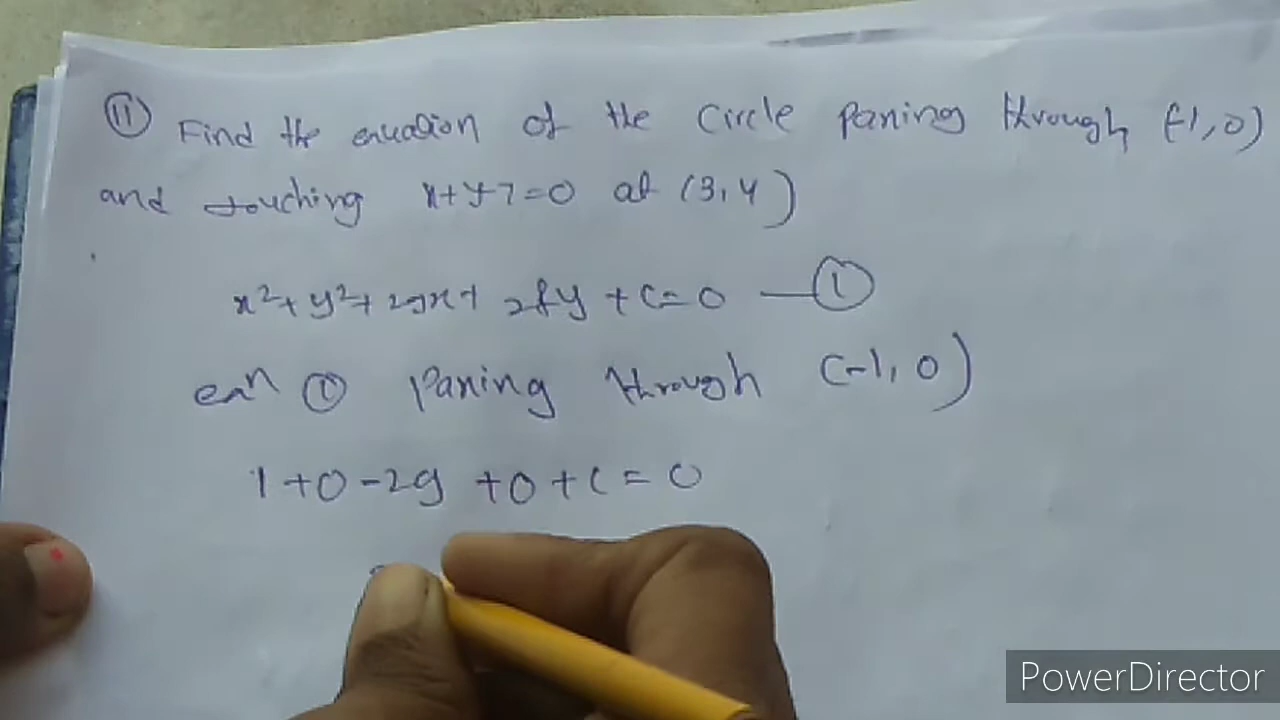 ⑪ Find the equation of the Circle passing through (-1,0)
and touching x+y-7=0 at (3,4)
x²+y²+2gx+2fy+c=0 —①
eqn ① passing through (-1,0)
1+0-2g+0+c=0
PowerDirector